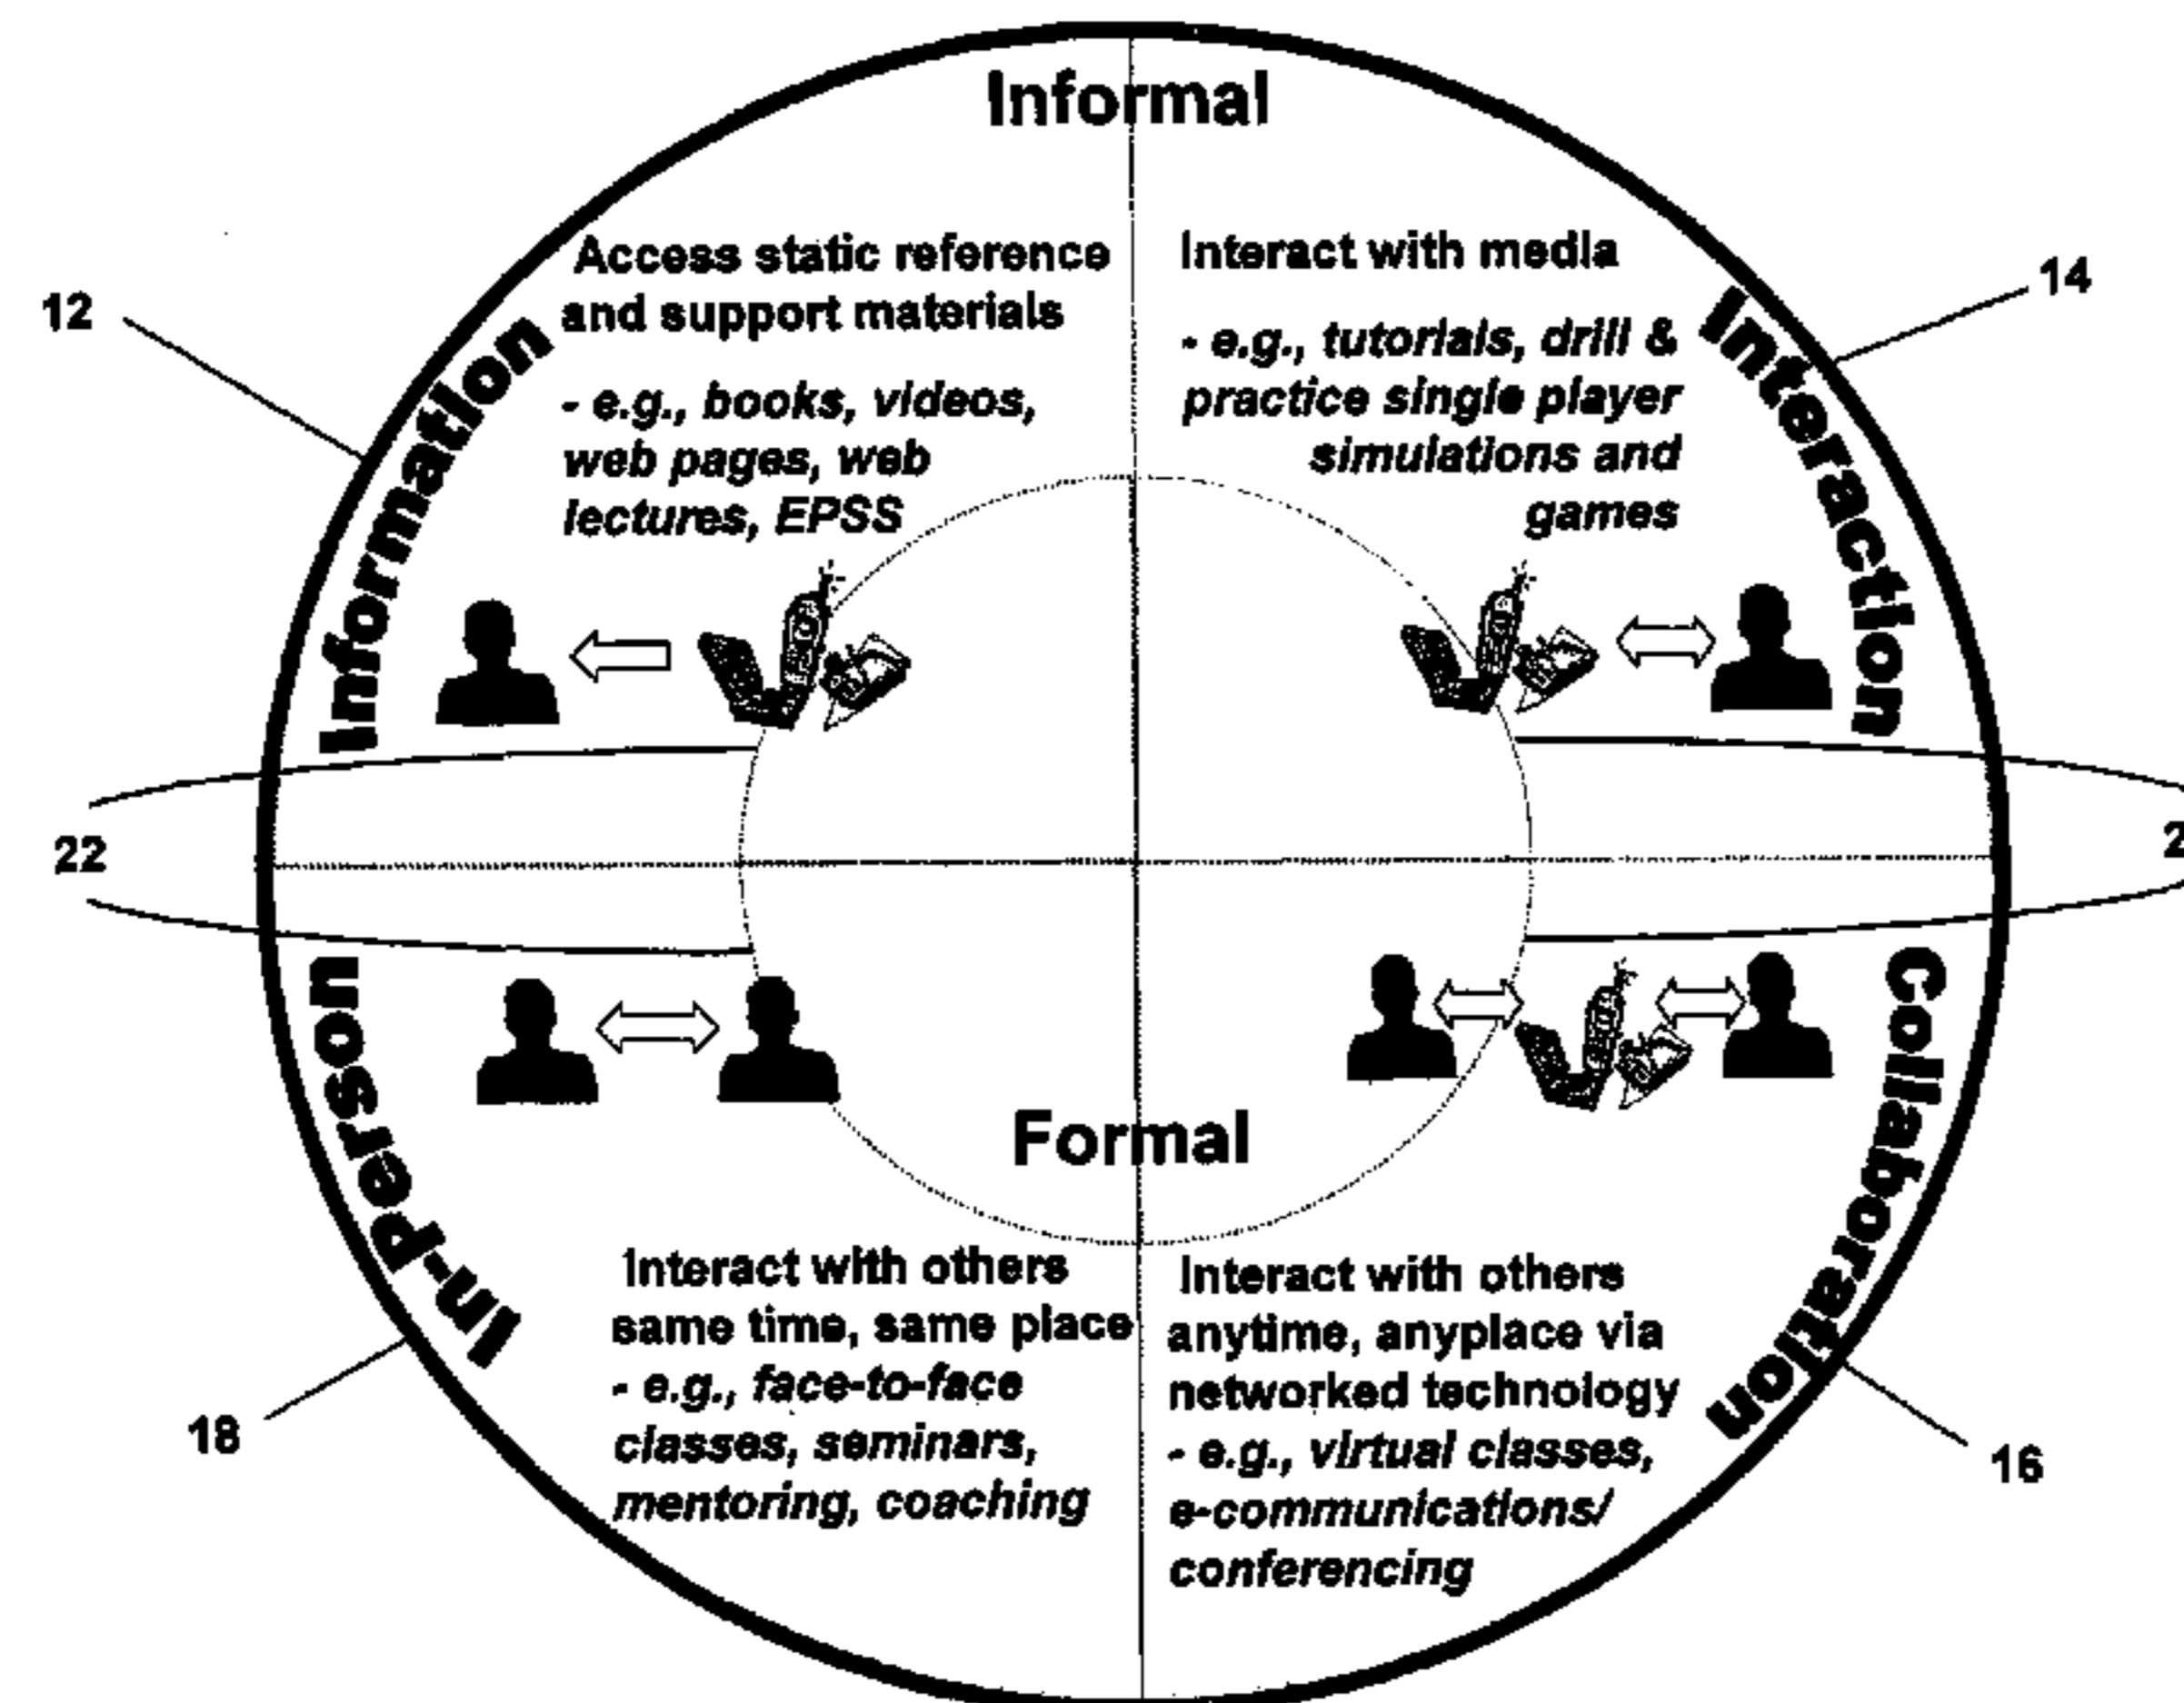 Informal
12
Information
Access static reference
and support materials
- e.g., books, videos,
web pages, web
lectures, EPSS
Interact with media
- e.g., tutorials, drill &
practice single player
simulations and
games
Interaction
14
22
2
In-Person
Formal
Collaboration
Interact with others
same time, same place
- e.g., face-to-face
classes, seminars,
mentoring, coaching
18
Interact with others
anytime, anyplace via
networked technology
- e.g., virtual classes,
e-communications/
conferencing
16